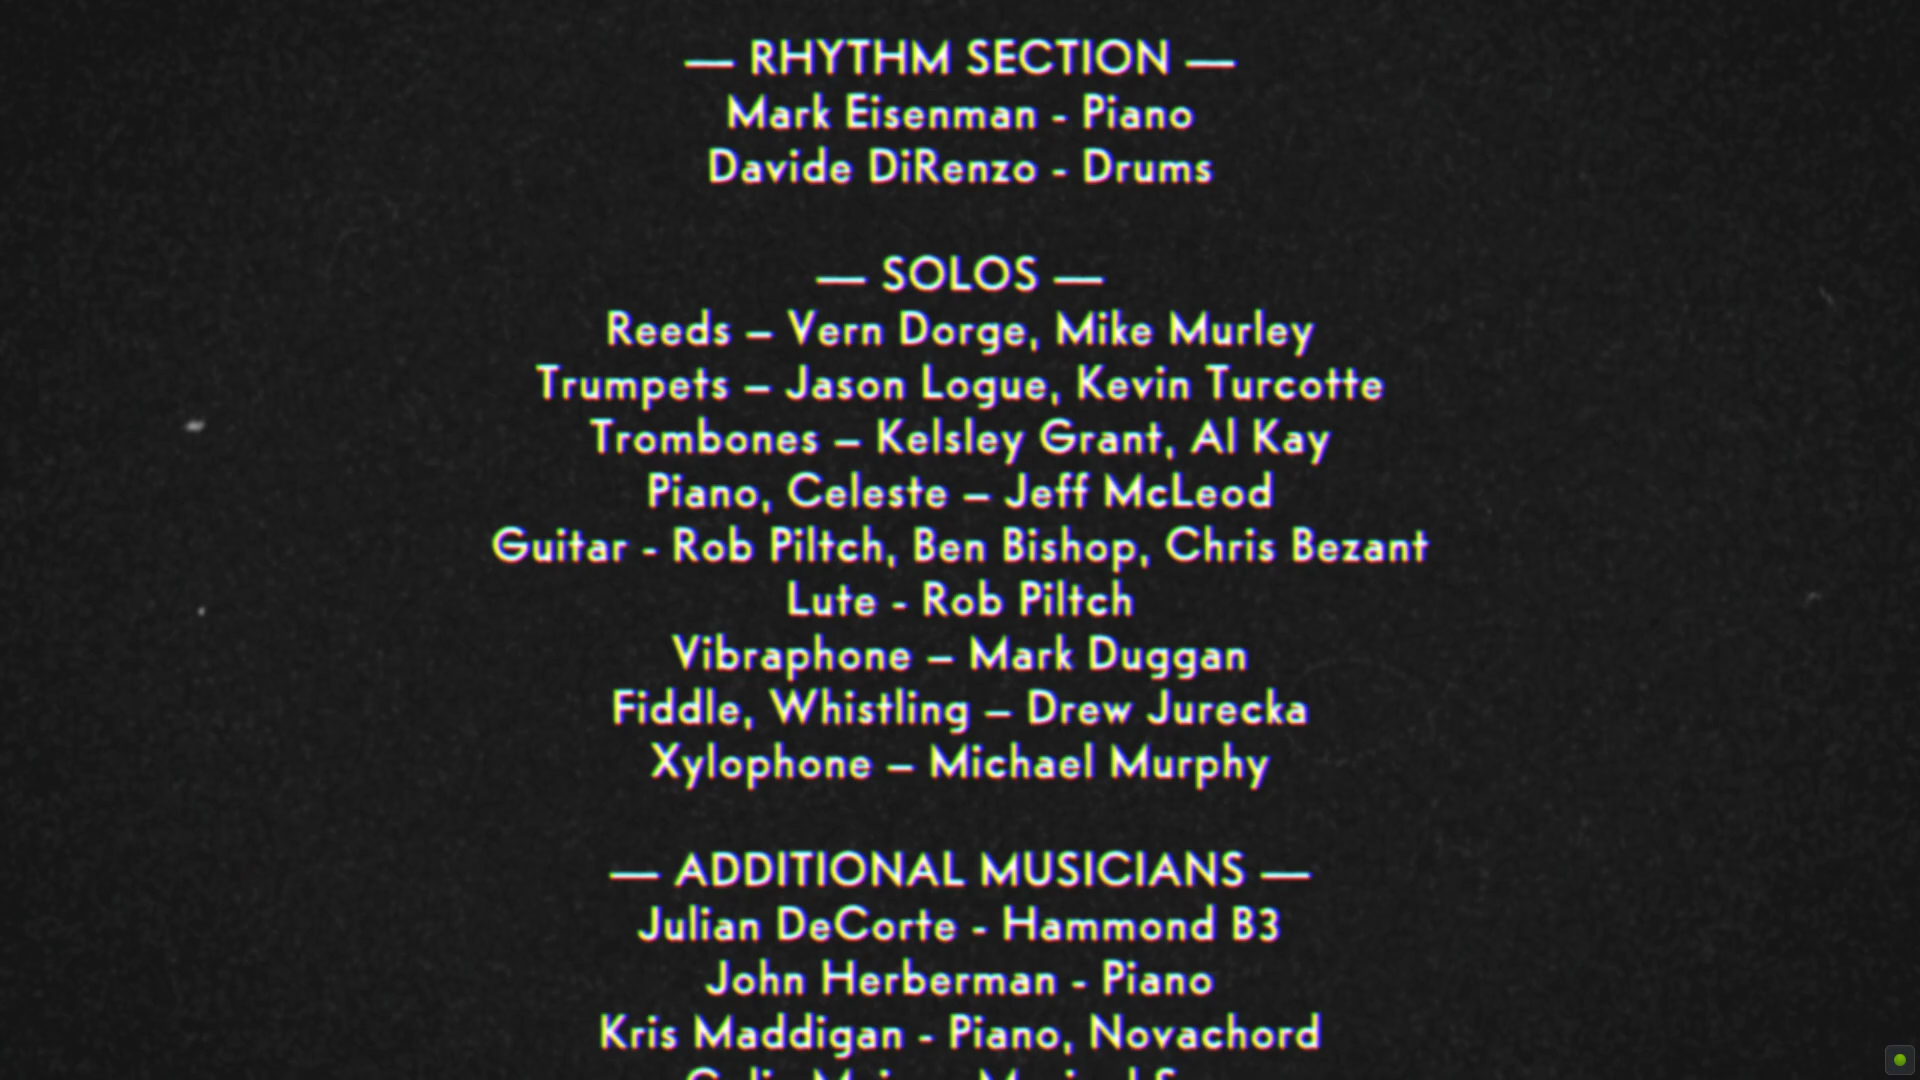 — RHYTHM SECTION —
Mark Eisenman - Piano
Davide DiRenzo - Drums
— SOLOS —
Reeds – Vern Dorge, Mike Murley
Trumpets – Jason Logue, Kevin Turcotte
Trombones – Kelsley Grant, Al Kay
Piano, Celeste – Jeff McLeod
Guitar - Rob Piltch, Ben Bishop, Chris Bezant
Lute - Rob Piltch
Vibraphone – Mark Duggan
Fiddle, Whistling – Drew Jurecka
Xylophone – Michael Murphy
— ADDITIONAL MUSICIANS —
Julian DeCorte - Hammond B3
John Herberman - Piano
Kris Maddigan - Piano, Novachord